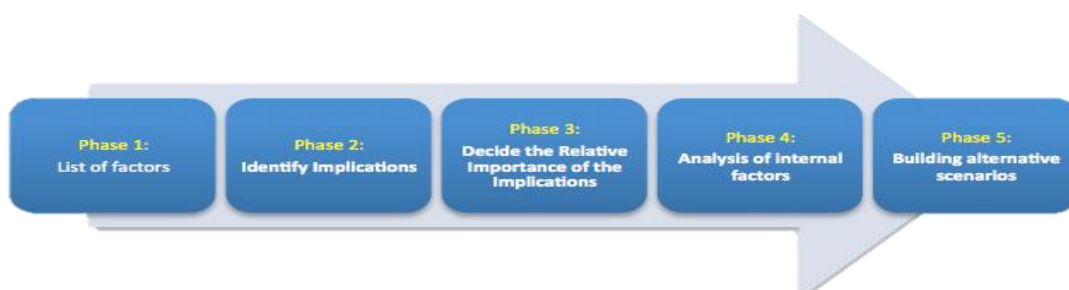 Phase 1:
List of factors
Phase 2:
Identify Implications
Phase 3:
Decide the Relative
Importance of the
Implications
Phase 4:
Analysis of internal
factors
Phase 5:
Building alternative
scenarios